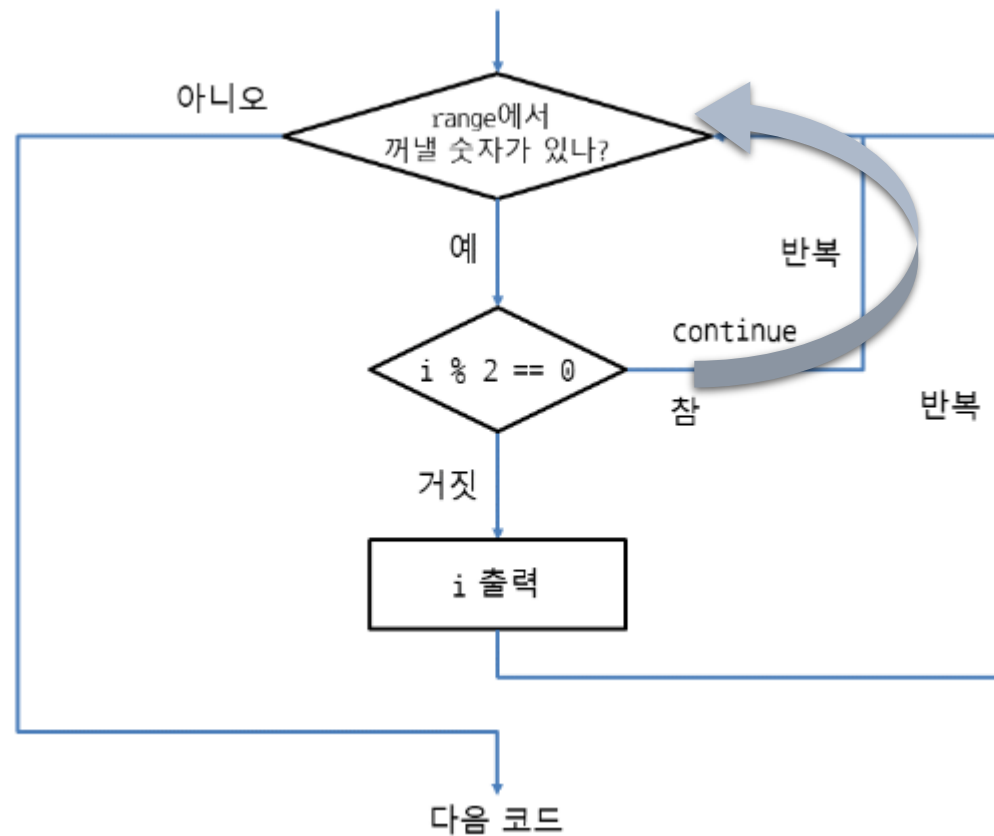 아니오
range에서
꺼낼 숫자가 있나?
예
반복
continue
i % 2 == 0
참
반복
거짓
i 출력
다음 코드